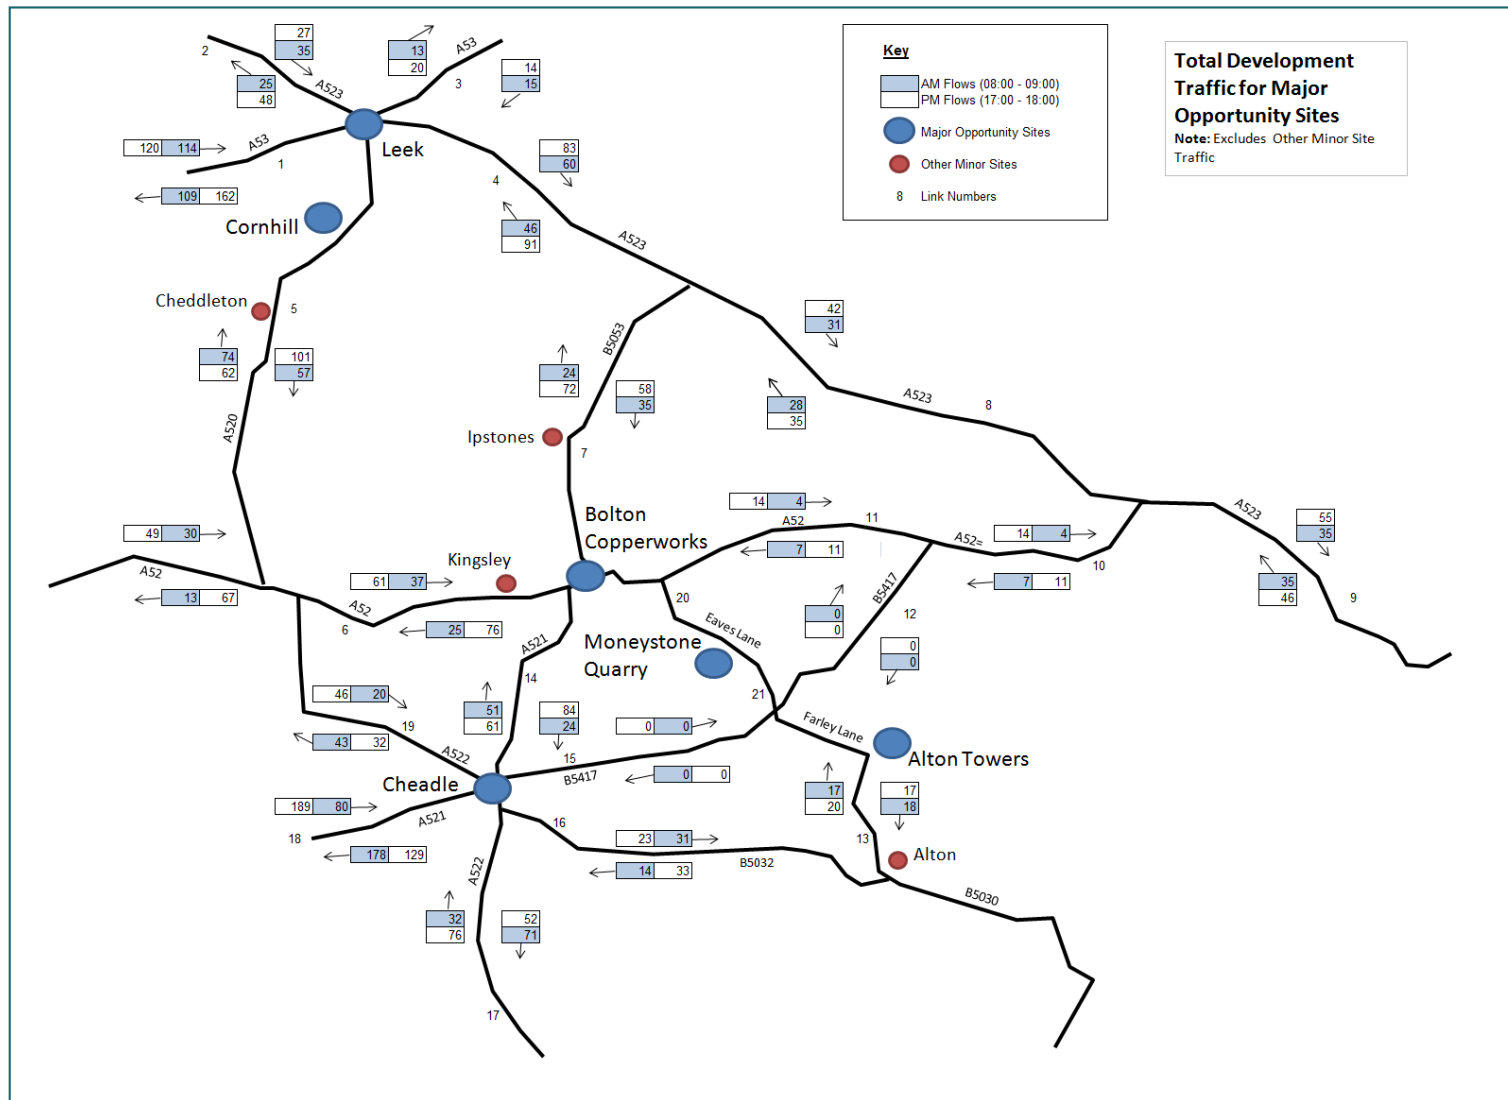 Key
AM Flows (08:00 - 09:00)
PM Flows (17:00 - 18:00)
Major Opportunity Sites
Other Minor Sites
8 Link Numbers
Total Development
Traffic for Major
Opportunity Sites
Note: Excludes Other Minor Site
Traffic
2
27
35
25
48
A523
13
20
A53
3
14
15
120 114
A53
1
Leek
109 162
4
83
60
46
91
A523
Cornhill
Cheddleton
5
74
62
101
57
A520
B5053
42
31
28
35
A523
8
24
72
58
35
Ipstones
7
14 4
A52
11
7 11
A52=
14 4
7 11
10
A523
55
35
35
46
9
49 30
A52
13 67
Bolton
Copperworks
Kingsley
61 37
A52
6
25 76
20
Eaves Lane
Moneystone
Quarry
21
0
0
B5417
12
0
0
A521
14
46 20
19
43 32
A522
51
61
84
24
0 0
15
B5417
0 0
Farley Lane
Alton Towers
Cheadle
189 80
A521
18
178 129
16
23 31
B5032
14 33
17
20
17
18
13
Alton
B5030
A522
32
76
52
71
17